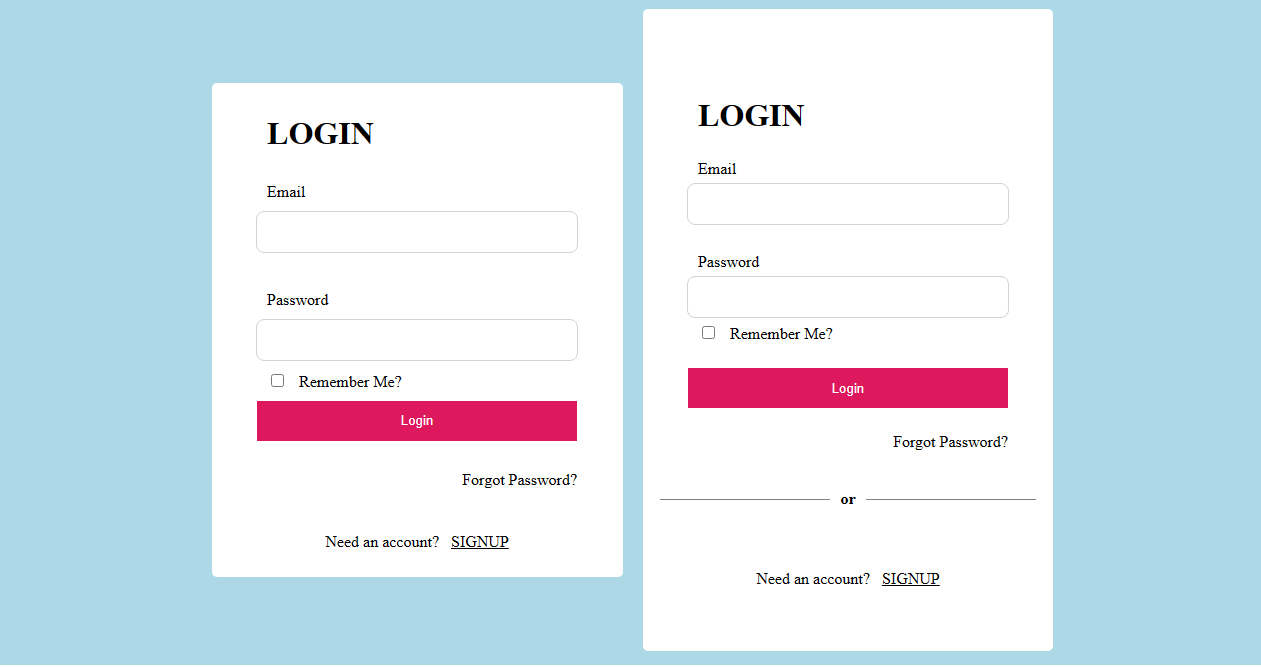 LOGIN
Email
Password
Remember Me?
Login
Forgot Password?
Need an account? SIGNUP
LOGIN
Email
Password
Remember Me?
Login
Forgot Password?
or
Need an account? SIGNUP